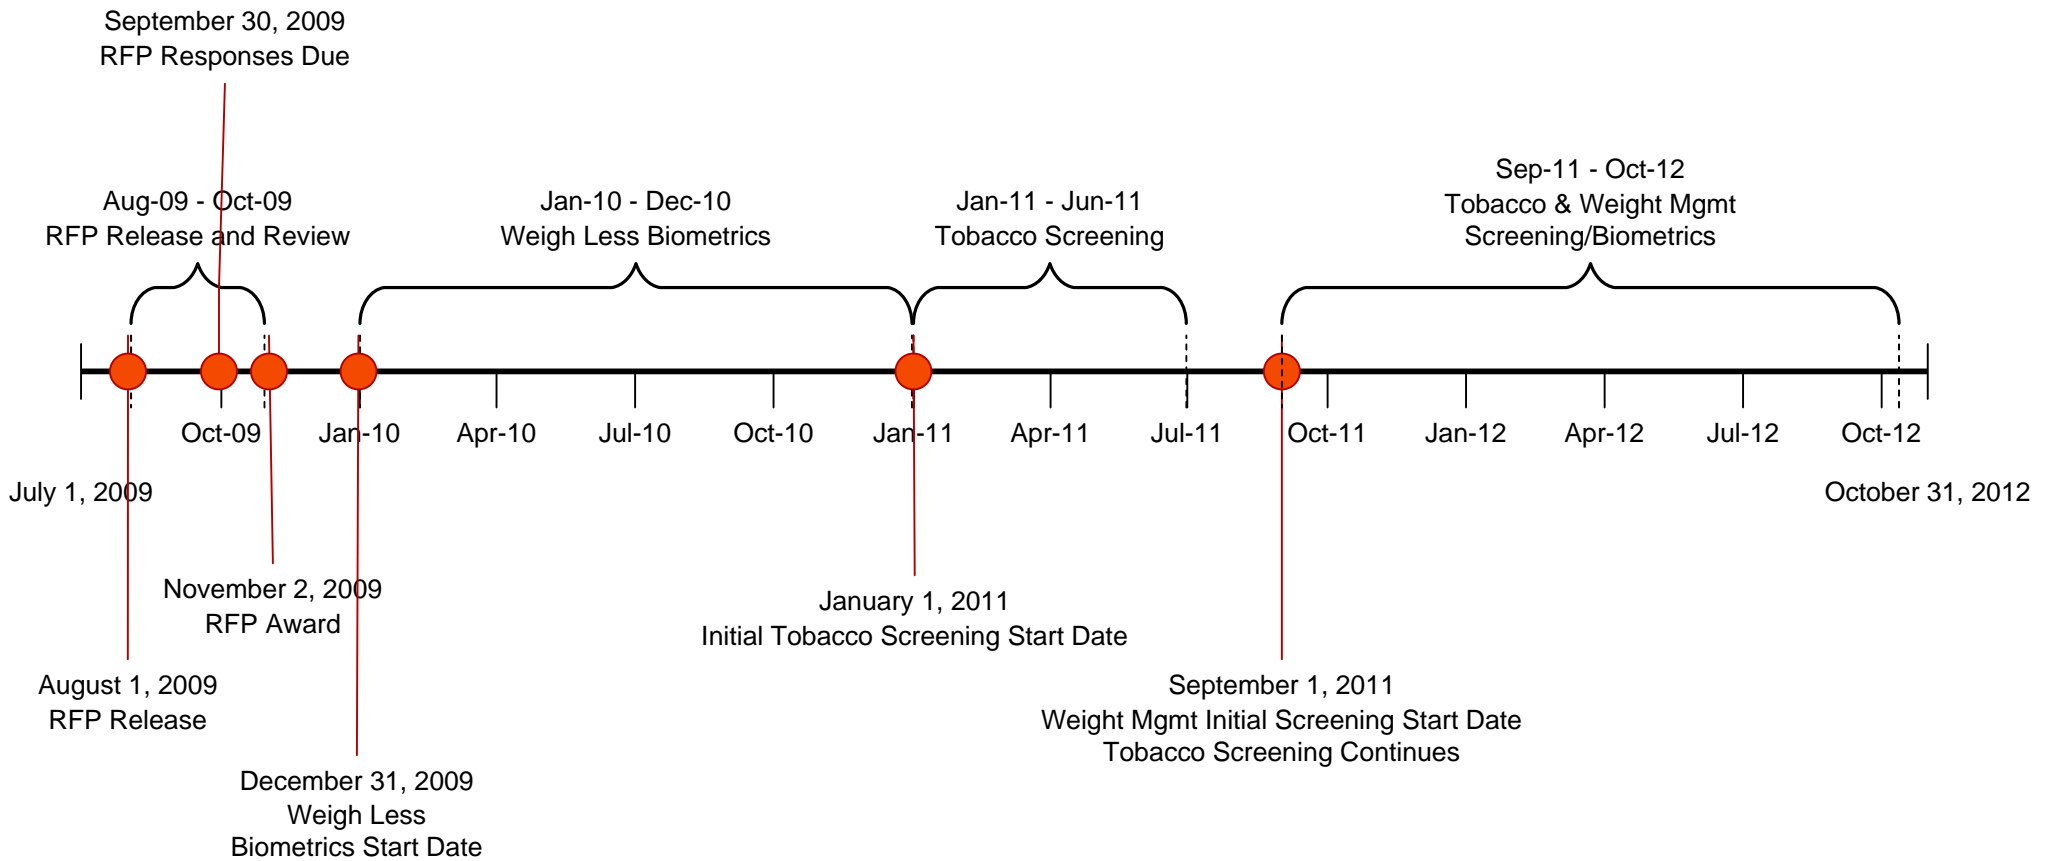 September 30, 2009
RFP Responses Due
Aug-09 - Oct-09
RFP Release and Review
Jan-10 - Dec-10
Weigh Less Biometrics
Jan-11 - Jun-11
Tobacco Screening
Sep-11 - Oct-12
Tobacco & Weight Mgmt
Screening/Biometrics
Oct-09 Jan-10 Apr-10 Jul-10 Oct-10 Jan-11 Apr-11 Jul-11 Oct-11 Jan-12 Apr-12 Jul-12 Oct-12
July 1, 2009
October 31, 2012
November 2, 2009
RFP Award
January 1, 2011
Initial Tobacco Screening Start Date
August 1, 2009
RFP Release
September 1, 2011
Weight Mgmt Initial Screening Start Date
Tobacco Screening Continues
December 31, 2009
Weigh Less
Biometrics Start Date